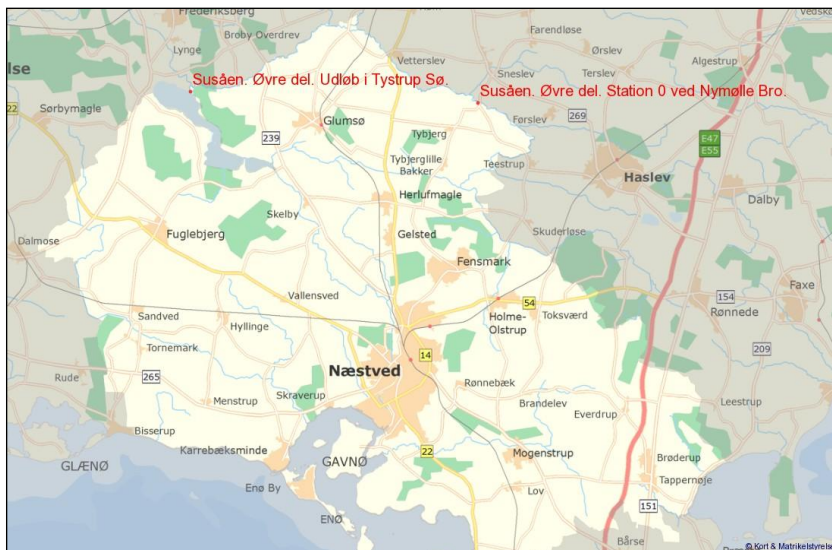 Frederiksberg
Vedskø
Broby Overdrev
Farendløse
Lynge
Vetterslev
Ørslev
Algestrup
else
Sneslev
Terslev
Susåen. Øvre del. Udløb i Tystrup Sø.
Susåen. Øvre del. Station 0 ved Nymølle Bro.
22
Sørbymagle
Glumsø
Førslev
269
239
Tybjerg
E47
E55
Tybjerglille
Bakker
Teestrup
Haslev
Herlufmagle
Dalby
Skelby
Fuglebjerg
Gelsted
Skuderløse
Dalmose
Fensmark
Faxe
Vallensved
54
154
Sandved
Holme-
Olstrup
Toksværd
Rønnede
Hyllinge
Tornemark
14
209
Næstved
Rude
265
Rønnebæk
Menstrup
Skraverup
Brandelev
Everdrup
Leestrup
Bisserup
Karrebæksminde
22
GLÆNØ
GAVNØ
Mogenstrup
Brøderup
Tappernøje
Enø By
Lov
ENØ
151
Bårse
© Kort & Matrikelstyrelse